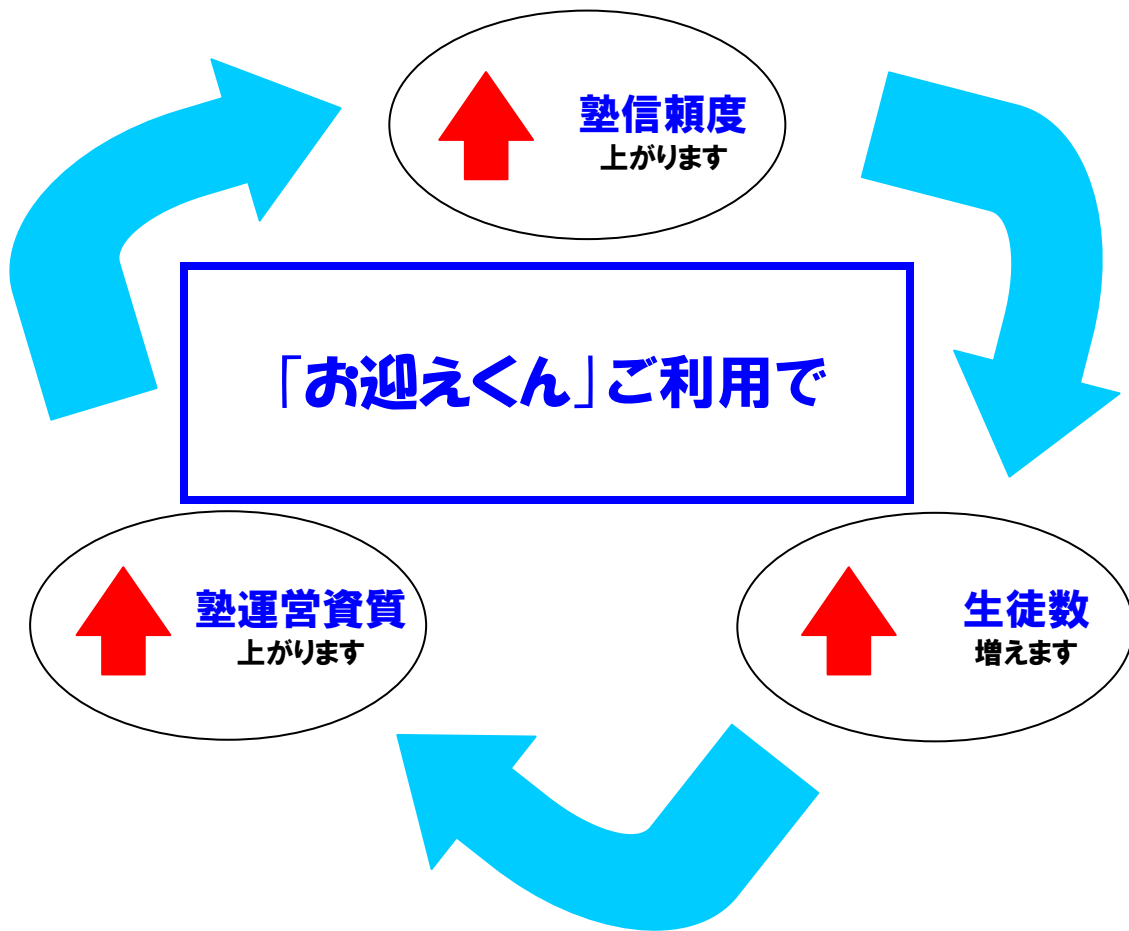 塾信頼度
上がります
「お迎えくん」ご利用で
塾運営資質
上がります
生徒数
増えます